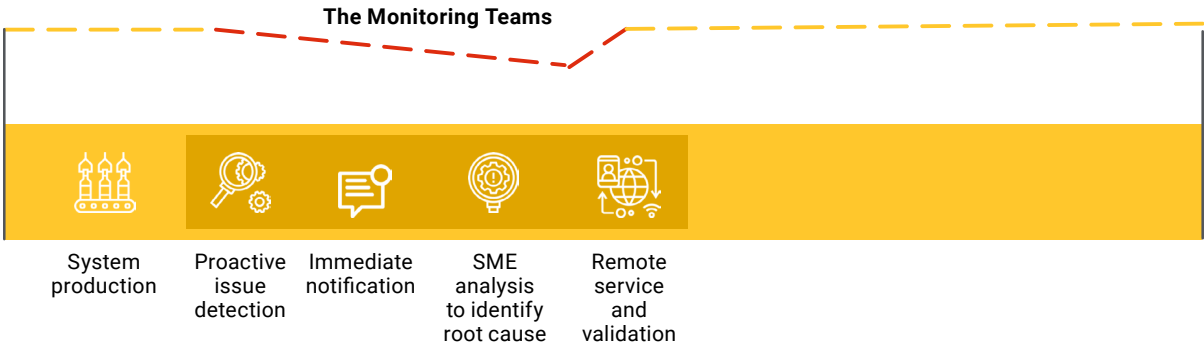 The Monitoring Teams
System
production
Proactive
issue
detection
Immediate
notification
SME
analysis
to identify
root cause
Remote
service
and
validation